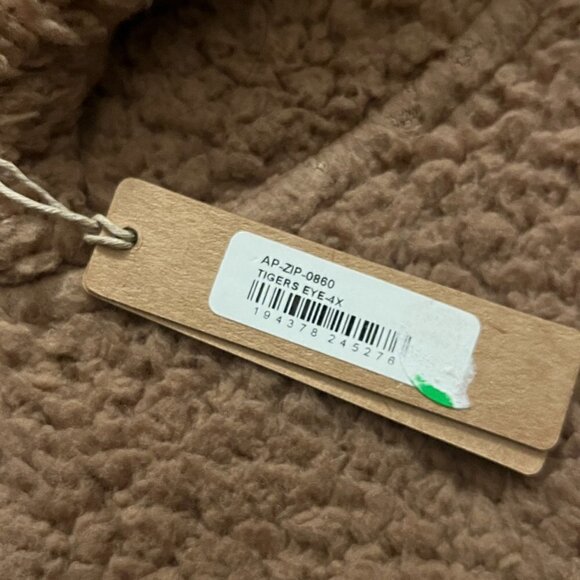 AP-ZIP-0860
TIGERS EYE-4X
194378 245276